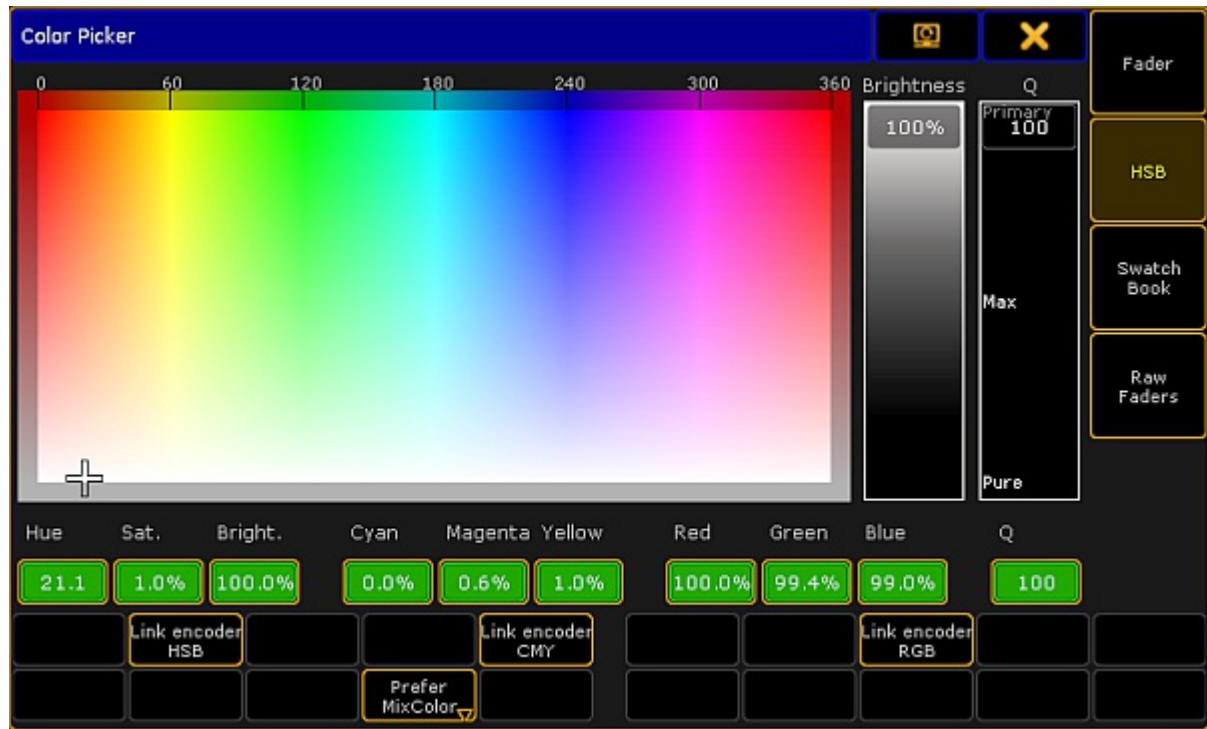 Color Picker
0 60 120 180 240 300 360 Brightness Q
Fader
Primary
100% 100
HSB
Swatch
Book
Max
Raw
Faders
Pure
Hue Sat. Bright. Cyan Magenta Yellow Red Green Blue Q
21.1 1.0% 100.0% 0.0% 0.6% 1.0% 100.0% 99.4% 99.0% 100
Link encoder Link encoder Link encoder
HSB CMY RGB
Prefer
MixColor